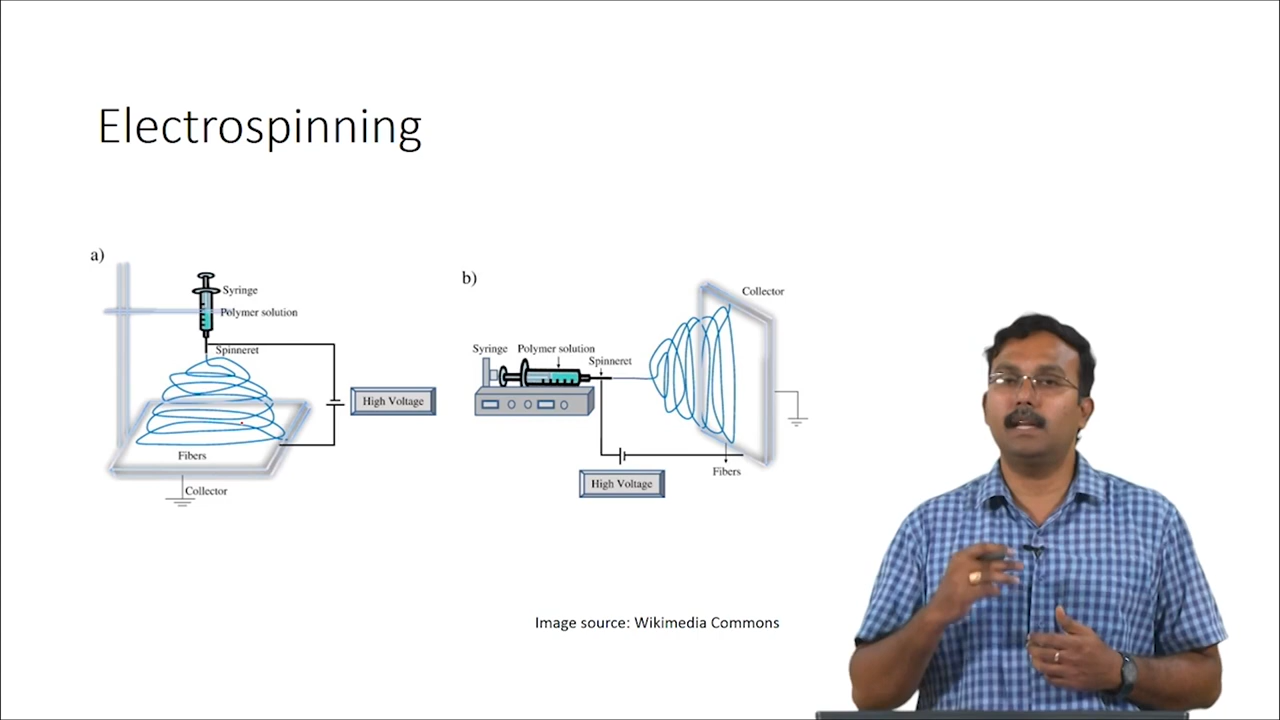 Electrospinning
a)
Syringe
Polymer solution
Spinneret
High Voltage
Fibers
Collector
b)
Collector
Syringe Polymer solution
Spinneret
Fibers
High Voltage
Image source: Wikimedia Commons